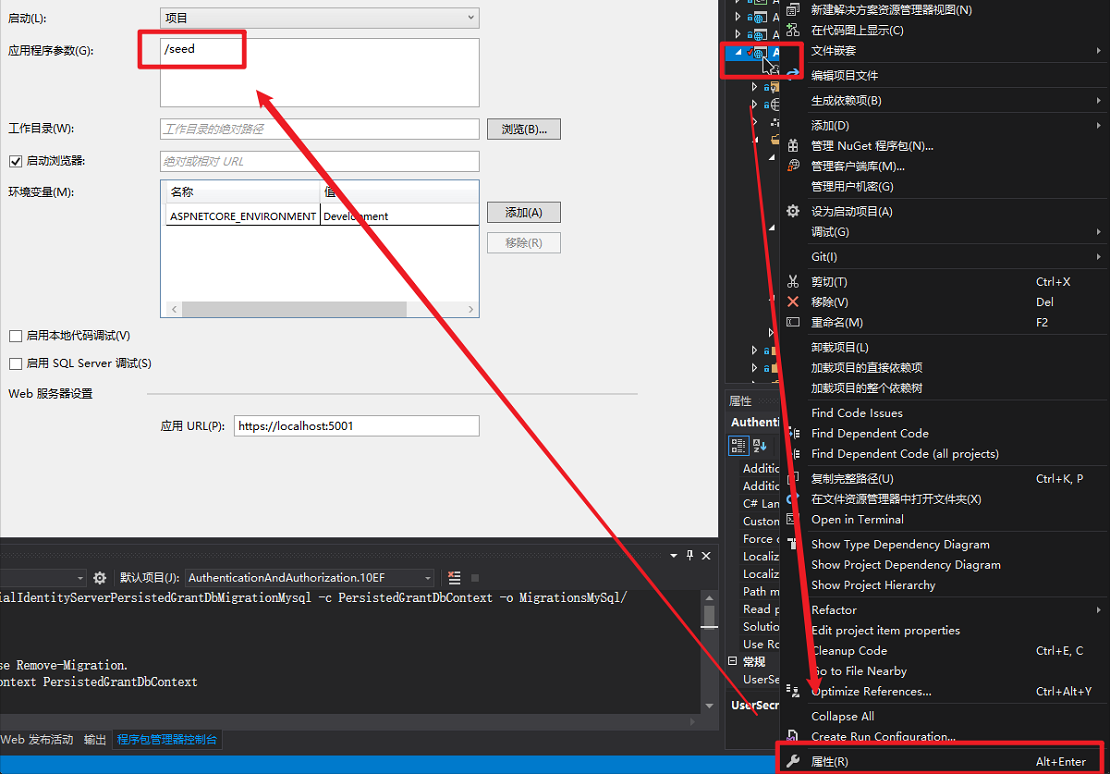 启动(L):
项目
应用程序参数(G):
/seed
工作目录(W):
工作目录的绝对路径
浏览(B)...
启动浏览器:
绝对或相对 URL
环境变量(M):
名称
值
ASPNETCORE_ENVIRONMENT
Development
添加(A)
移除(R)
启用本地代码调试(V)
启用 SQL Server 调试(S)
Web 服务器设置
应用 URL(P):
https://localhost:5001
默认项目(J):
AuthenticationAndAuthorization.10EF
ialIdentityServerPersistedGrantDbMigrationMysql -c PersistedGrantDbContext -o MigrationsMySql/
se Remove-Migration.
ontext PersistedGrantDbContext
Web 发布活动
输出
程序包管理器控制台
A
A
属性
Authenti
Additio
Additio
C# Lan
Custom
Force c
Localiz
Localiz
Path m
Read p
Solutio
Use Ro
常规
UserSe
UserSecr
新建解决方案资源管理器视图(N)
在代码图上显示(C)
文件嵌套
编辑项目文件
生成依赖项(B)
添加(D)
管理 NuGet 程序包(N)...
管理客户端库(M)...
管理用户机密(G)
设为启动项目(A)
调试(G)
Git(I)
剪切(T) Ctrl+X
移除(V) Del
重命名(M) F2
卸载项目(L)
加载项目的直接依赖项
加载项目的整个依赖树
Find Code Issues
Find Dependent Code
Find Dependent Code (all projects)
复制完整路径(U) Ctrl+K, P
在文件资源管理器中打开文件夹(X)
Open in Terminal
Show Type Dependency Diagram
Show Project Dependency Diagram
Show Project Hierarchy
Refactor
Edit project item properties
Cleanup Code Ctrl+E, C
Go to File Nearby
Optimize References... Ctrl+Alt+Y
Collapse All
Create Run Configuration...
属性(R) Alt+Enter